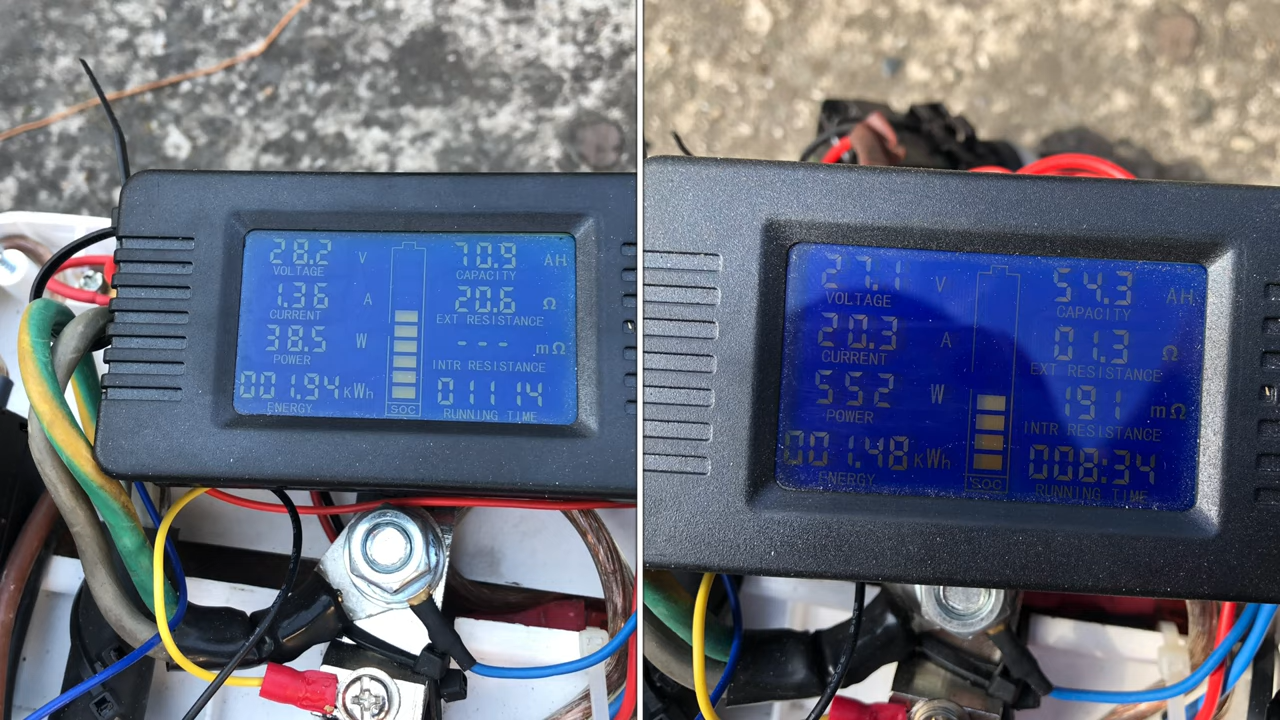 28.2 V
VOLTAGE
1.36 A
CURRENT
38.5 W
POWER
001.94 KWh
ENERGY
SOC
70.9 AH
CAPACITY
20.6 Ω
EXT RESISTANCE
--- mΩ
INTR RESISTANCE
011 14
RUNNING TIME
27.1 V
VOLTAGE
20.3 A
CURRENT
552 W
POWER
001.48 KWh
ENERGY
SOC
54.3 AH
CAPACITY
01.3 Ω
EXT RESISTANCE
191 mΩ
INTR RESISTANCE
008:34
RUNNING TIME